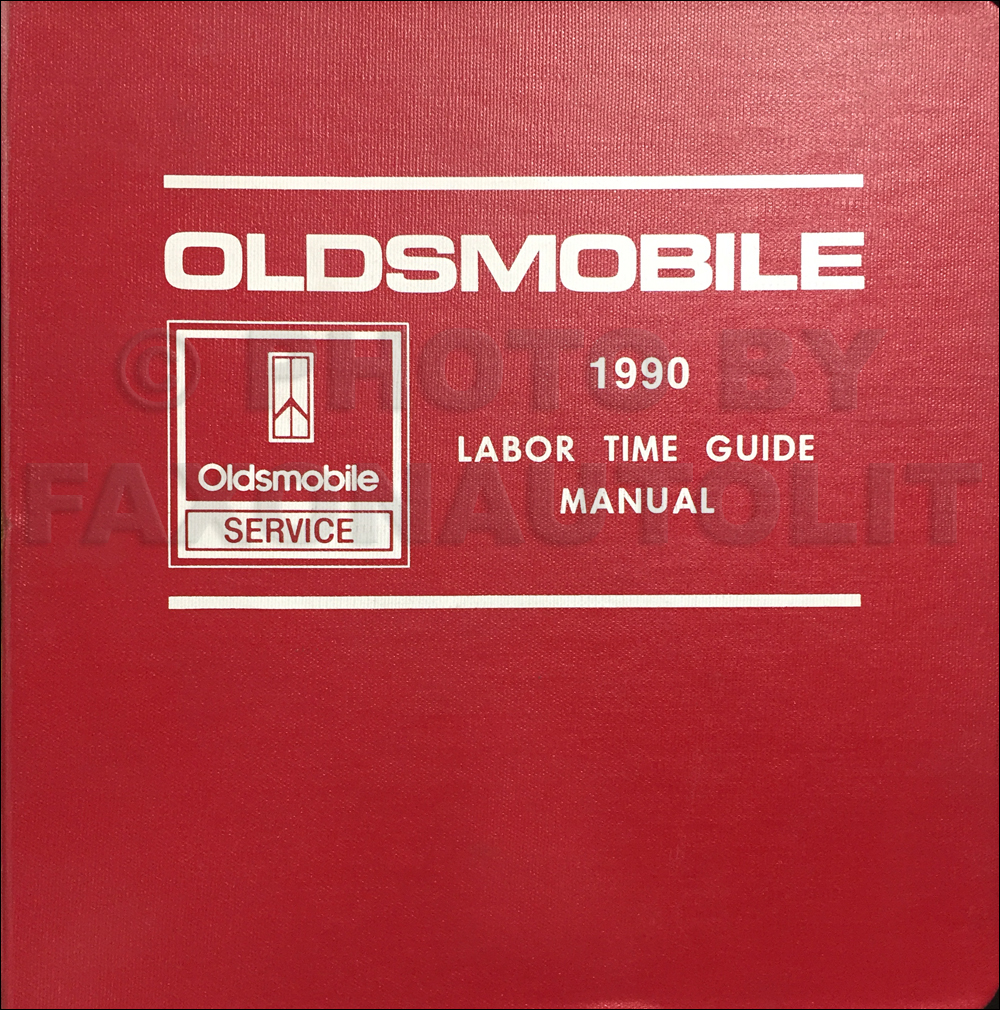 OLDSMOBILE
1990
LABOR TIME GUIDE
MANUAL
Oldsmobile
SERVICE
© PHOTO BY
FAXONAUTOLIT